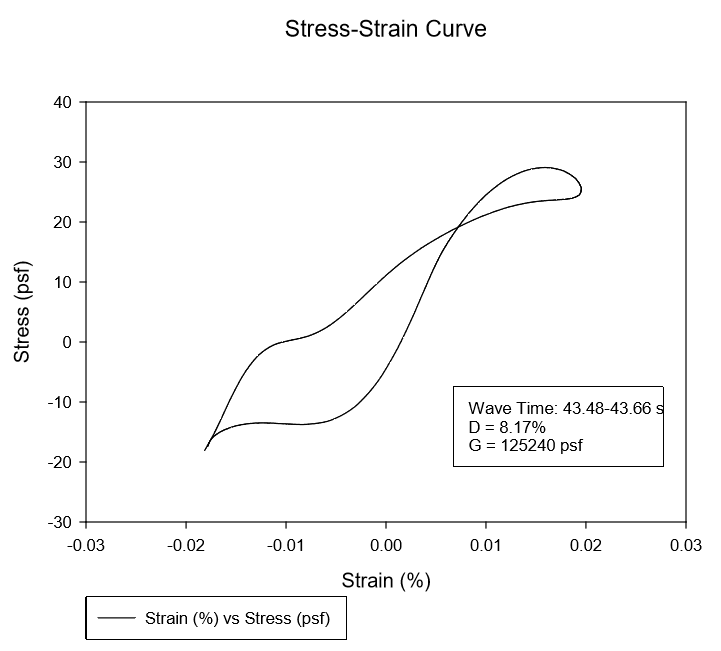 Stress-Strain Curve
40
30
20
10
0
-10
-20
-30
Stress (psf)
Wave Time: 43.48-43.66 s
D = 8.17%
G = 125240 psf
-0.03 -0.02 -0.01 0.00 0.01 0.02 0.03
Strain (%)
Strain (%) vs Stress (psf)